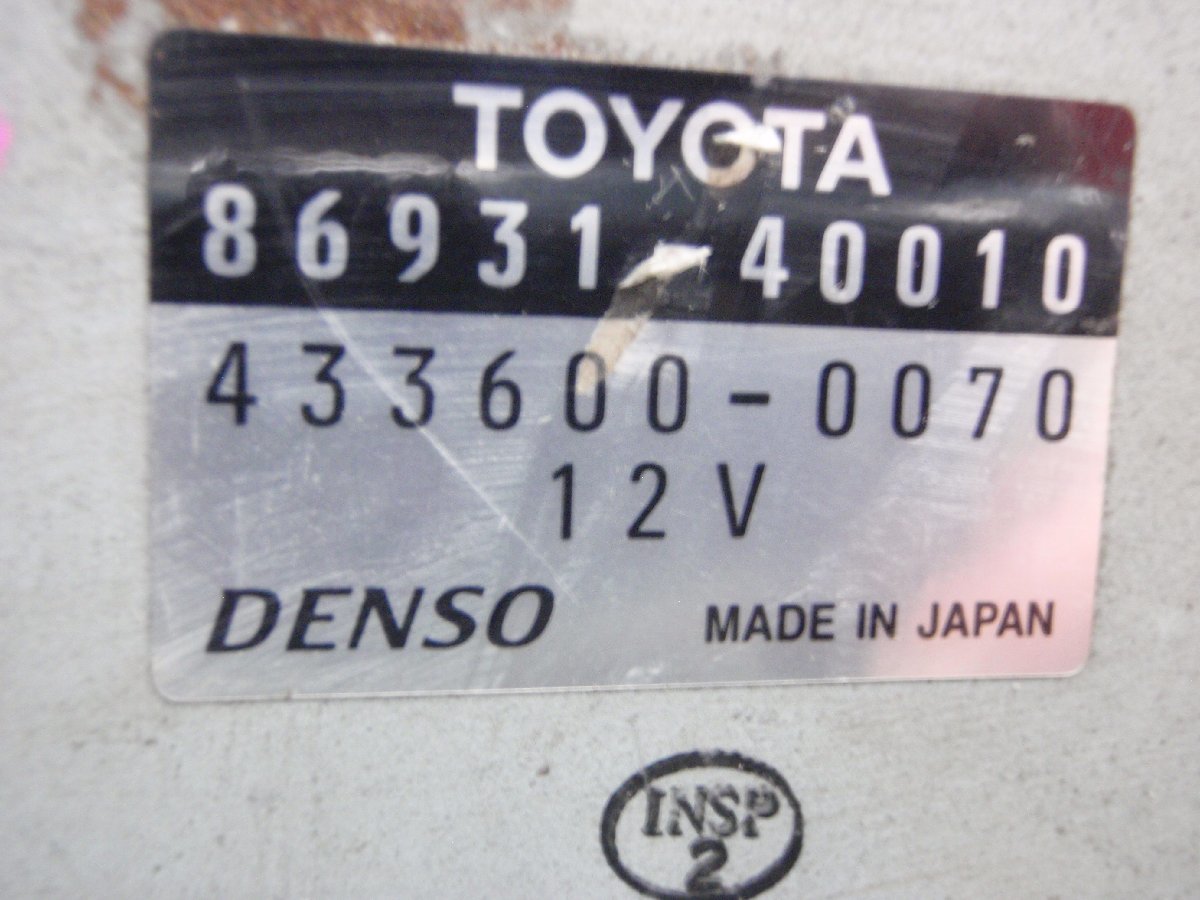 TOYOTA
86931-40010
433600-0070
12V
DENSO
MADE IN JAPAN
INSP
2